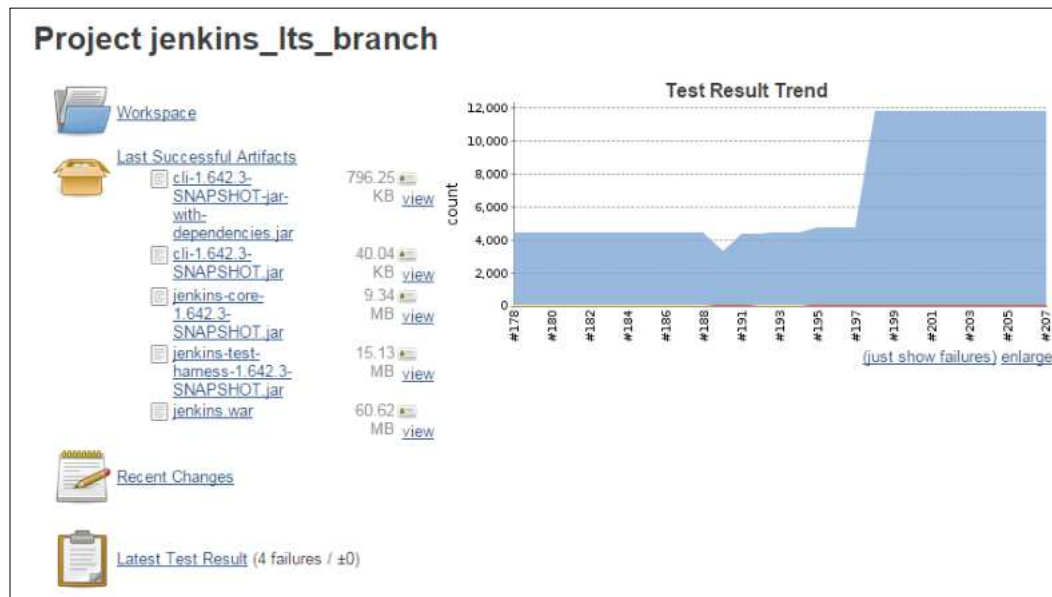 Project jenkins_lts_branch
Workspace
Last Successful Artifacts
cli-1.642.3-
SNAPSHOT-jar-
with-
dependencies.jar
796.25
KB view
cli-1.642.3-
SNAPSHOT.jar
40.04
KB view
jenkins-core-
1.642.3-
SNAPSHOT.jar
9.34
MB view
jenkins-test-
harness-1.642.3-
SNAPSHOT.jar
15.13
MB view
jenkins.war
60.62
MB view
Recent Changes
Latest Test Result (4 failures / ±0)
Test Result Trend
count
12,000
10,000
8,000
6,000
4,000
2,000
0
#178
#180
#182
#184
#186
#188
#191
#193
#195
#197
#199
#201
#203
#205
#207
(just show failures) enlarge